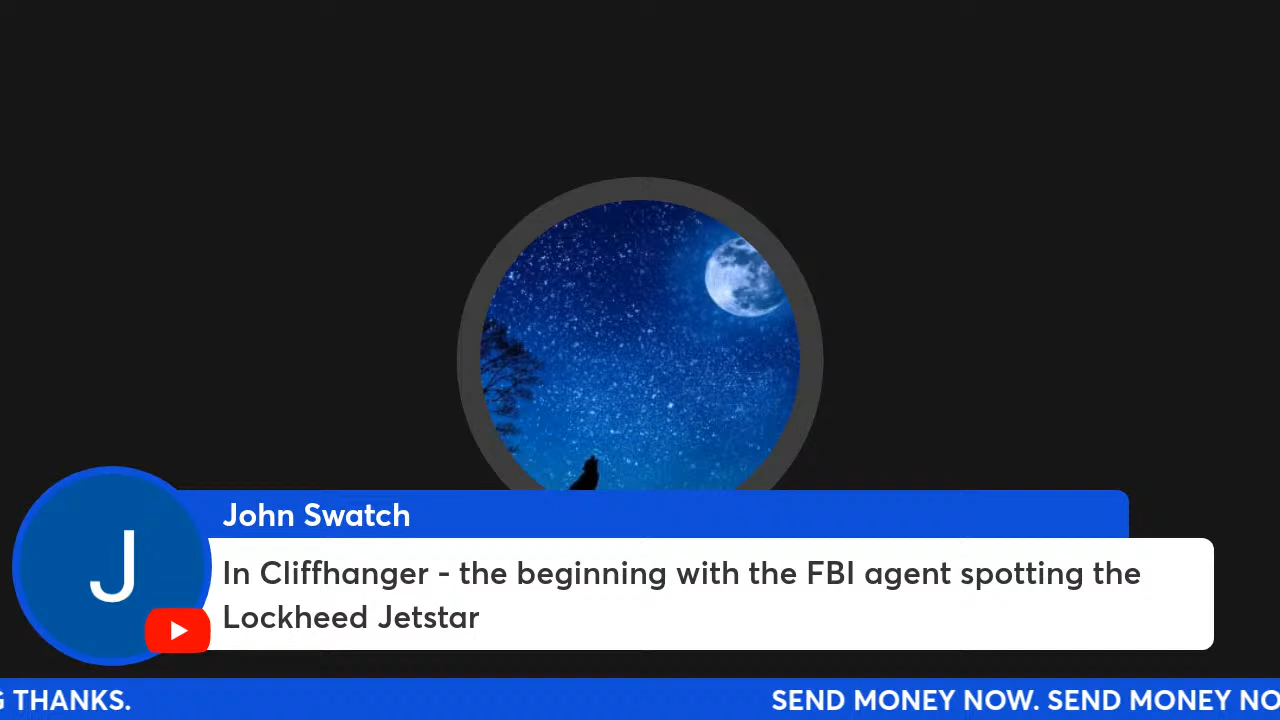 J
John Swatch
In Cliffhanger - the beginning with the FBI agent spotting the
Lockheed Jetstar
G THANKS. SEND MONEY NOW. SEND MONEY NO